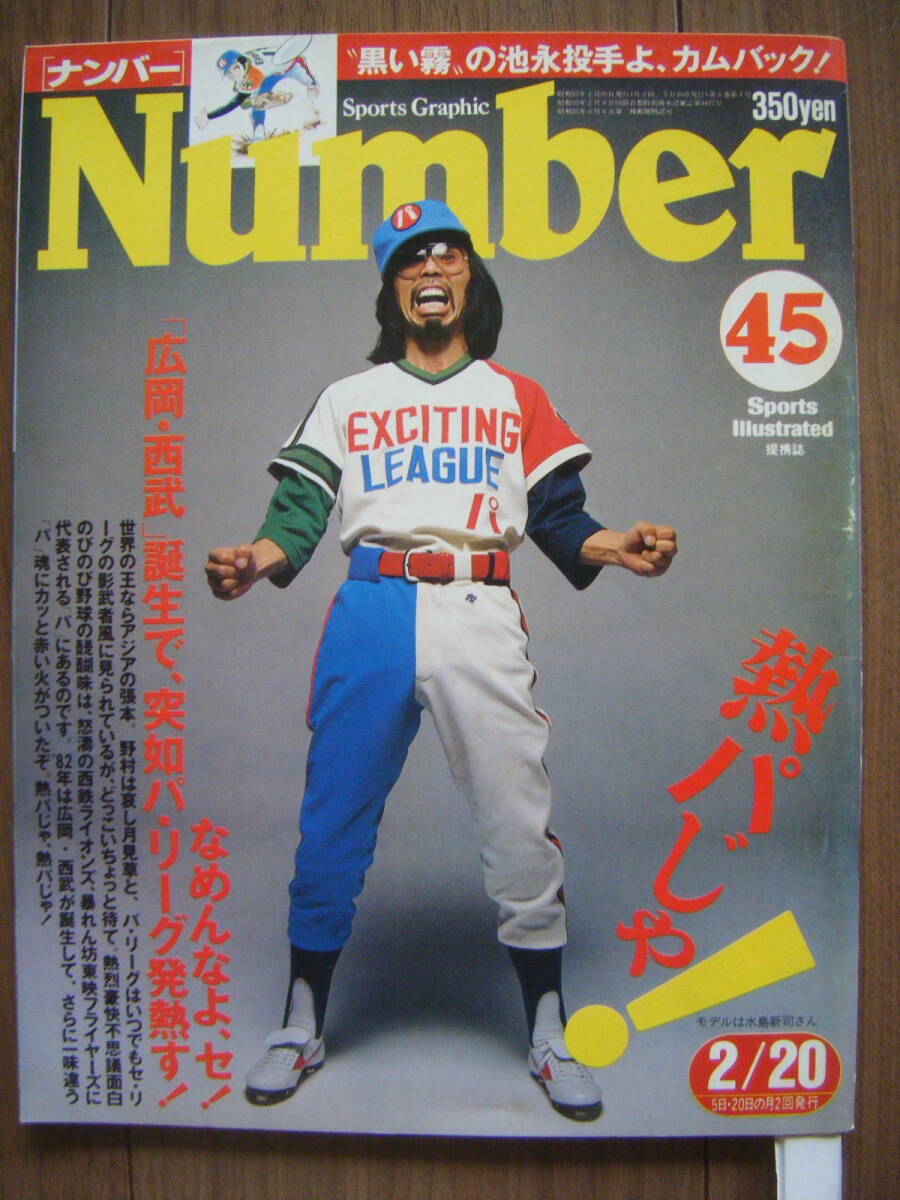 [ナンバー]
“黒い霧”の池永投手よ、カムバック!
Sports Graphic
350yen
Number
パ
45
Sports
Illustrated
提携誌
EXCITING
LEAGUE
パ
「広岡・西武」誕生で、突如パ・リーグ発熱す!
なめんなよ、セ!
世界の王ならアジアの張本。野村は哀し月見草と、パ・リーグはいつでもセ・リ
ーグの影武者風に見られているが、どっこいちょっと待て。熱烈豪快不思議面白
のびのび野球の醍醐味は、怒濤の西鉄ライオンズ、暴れん坊東映フライヤーズに
代表される「パ」にあるのです。'82年は広岡・西武が誕生して、さらに一味違う
「パ」魂にカッと赤い火がついたぞ。熱パじゃ、熱パじゃ!
熱パじゃ!
モデルは水島新司さん
2/20
5日・20日の月2回発行